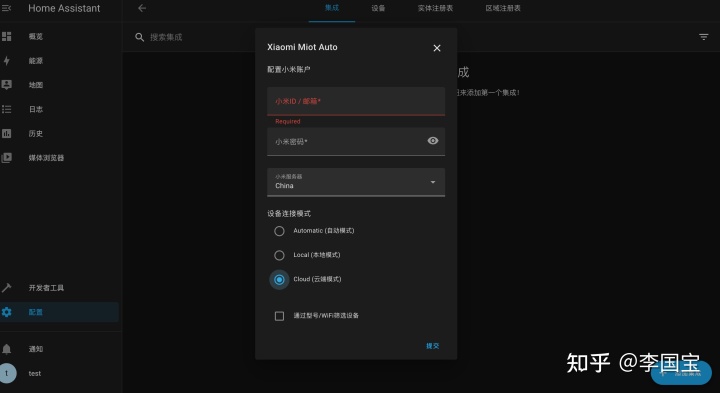 Home Assistant
集成
设备
实体注册表
区域注册表
概览
能源
地图
日志
历史
媒体浏览器
开发者工具
配置
通知
t
test
搜索集成
成
来添加第一个集成!
Xiaomi Miot Auto
配置小米账户
小米ID / 邮箱*
Required
小米密码*
小米服务器
China
设备连接模式
Automatic (自动模式)
Local (本地模式)
Cloud (云端模式)
通过型号/WiFi筛选设备
提交
知乎 @李国宝